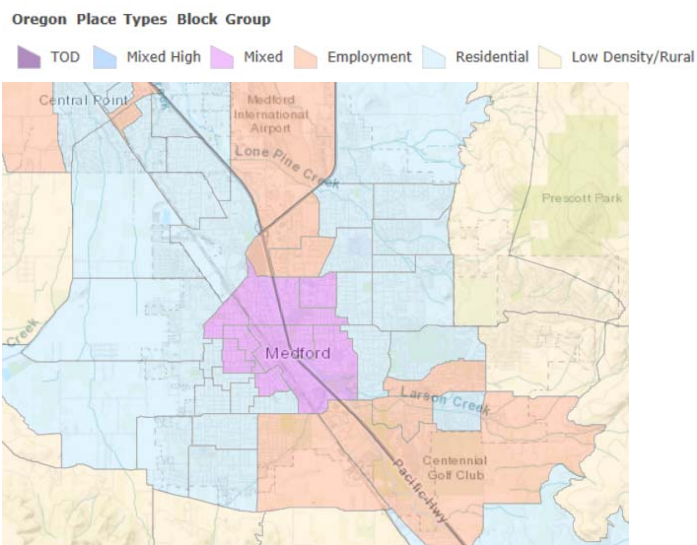 Oregon Place Types Block Group
TOD Mixed High Mixed Employment Residential Low Density/Rural
Central Point
Creek
Medford
International
Airport
Lone Pine Creek
Prescott Park
Creek
Medford
Larson Creek
Centennial
Golf Club
Pacific Hwy